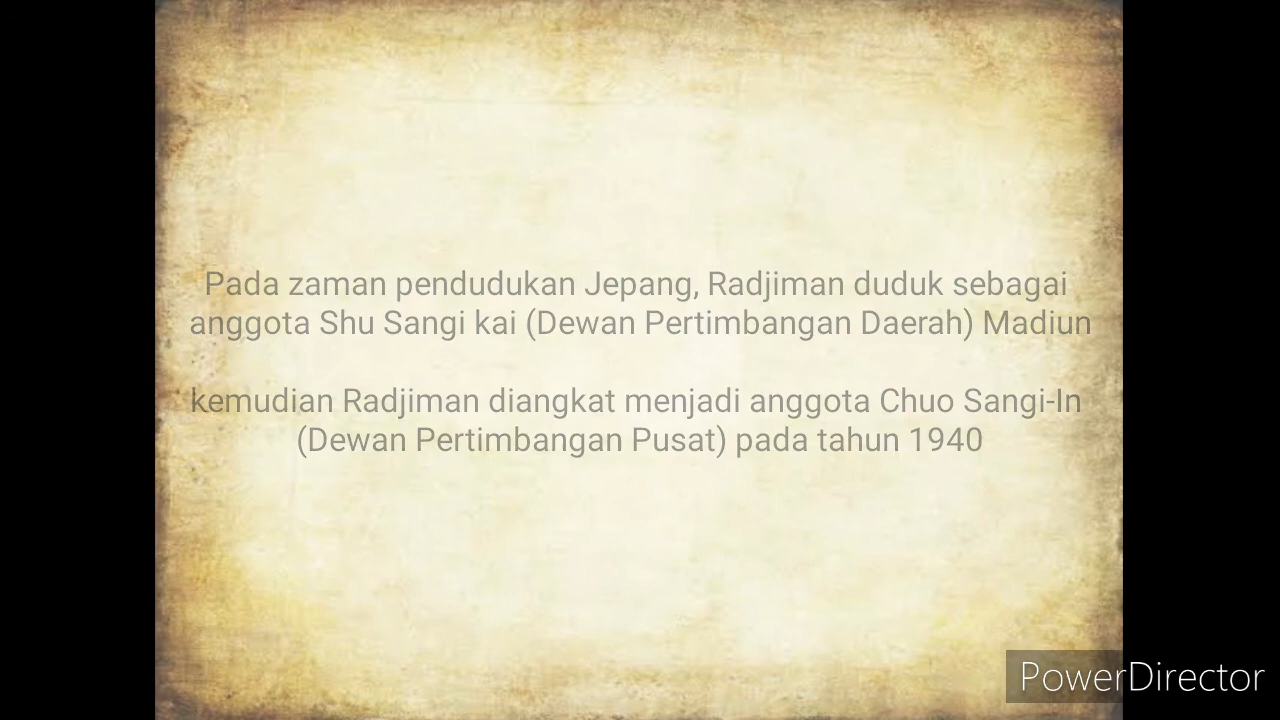 Pada zaman pendudukan Jepang, Radjiman duduk sebagai
anggota Shu Sangi kai (Dewan Pertimbangan Daerah) Madiun
kemudian Radjiman diangkat menjadi anggota Chuo Sangi-In
(Dewan Pertimbangan Pusat) pada tahun 1940
PowerDirector